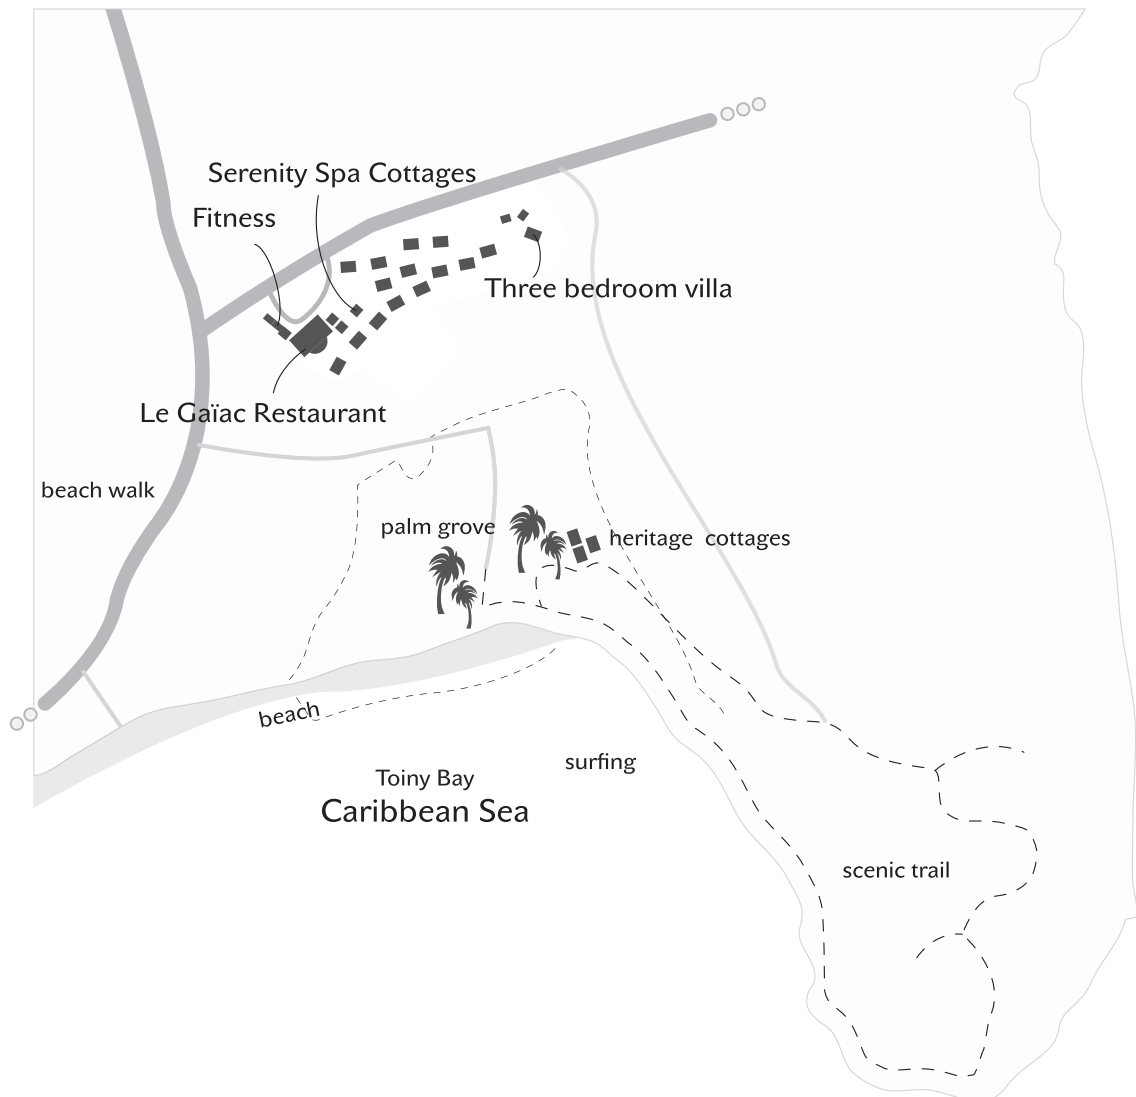 Serenity Spa Cottages
Fitness
Three bedroom villa
Le Gaïac Restaurant
beach walk
palm grove
heritage cottages
beach
surfing
Toiny Bay
Caribbean Sea
scenic trail